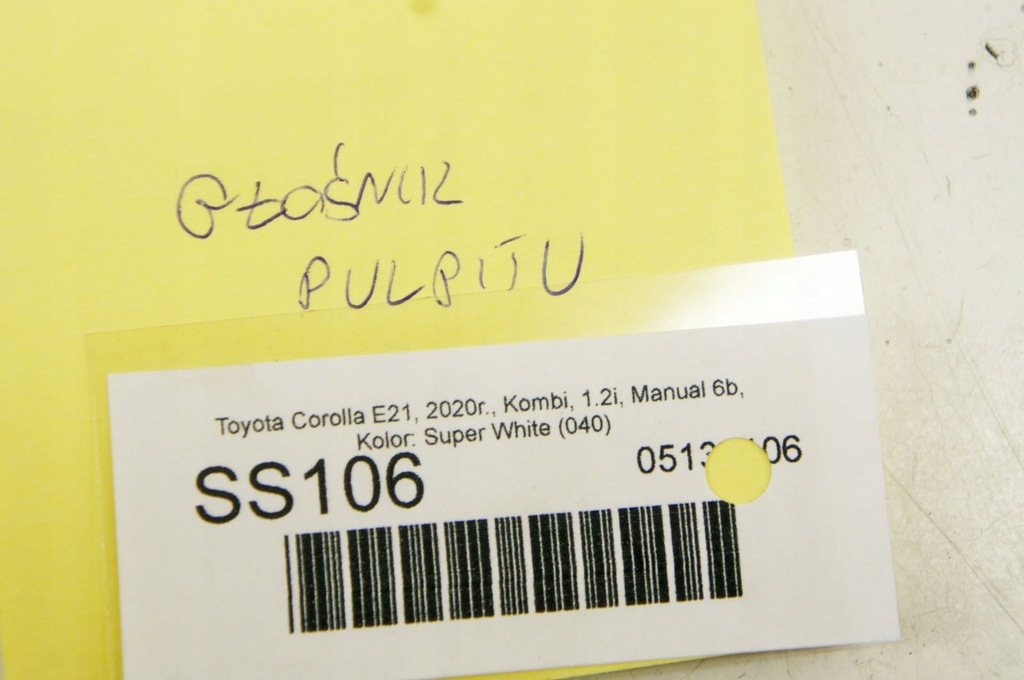 GŁOŚNIK
PULPITU
Toyota Corolla E21, 2020r., Kombi, 1.2i, Manual 6b,
Kolor: Super White (040)
SS106